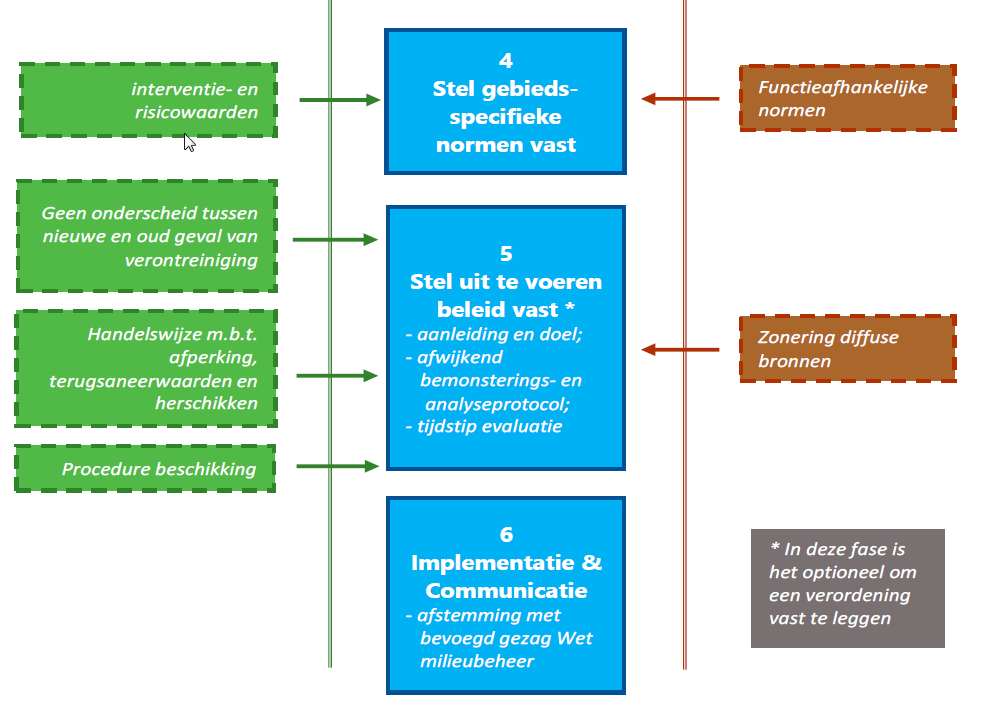 interventie- en
risicowaarden
4
Stel gebieds-
specifieke
normen vast
Functieafhankelijke
normen
Geen onderscheid tussen
nieuwe en oud geval van
verontreiniging
Handelswijze m.b.t.
afperking,
terugsaneerwaarden en
herschikken
Procedure beschikking
5
Stel uit te voeren
beleid vast *
- aanleiding en doel;
- afwijkend
bemonsterings- en
analyseprotocol;
- tijdstip evaluatie
Zonering diffuse
bronnen
6
Implementatie &
Communicatie
- afstemming met
bevoegd gezag Wet
milieubeheer
* In deze fase is
het optioneel om
een verordening
vast te leggen